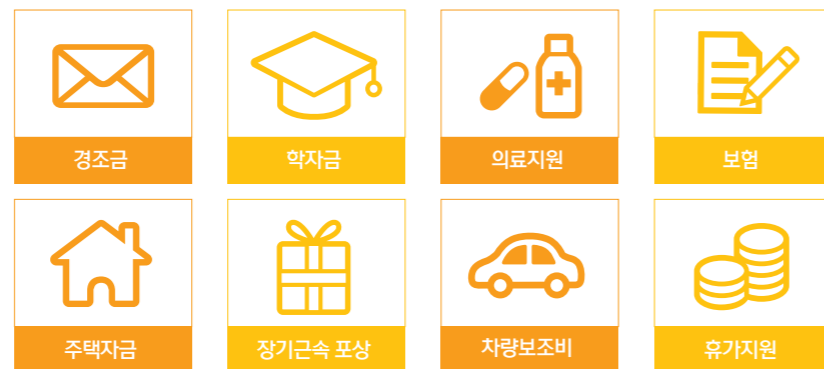 경조금
학자금
의료지원
보험
주택자금
장기근속 포상
차량보조비
휴가지원